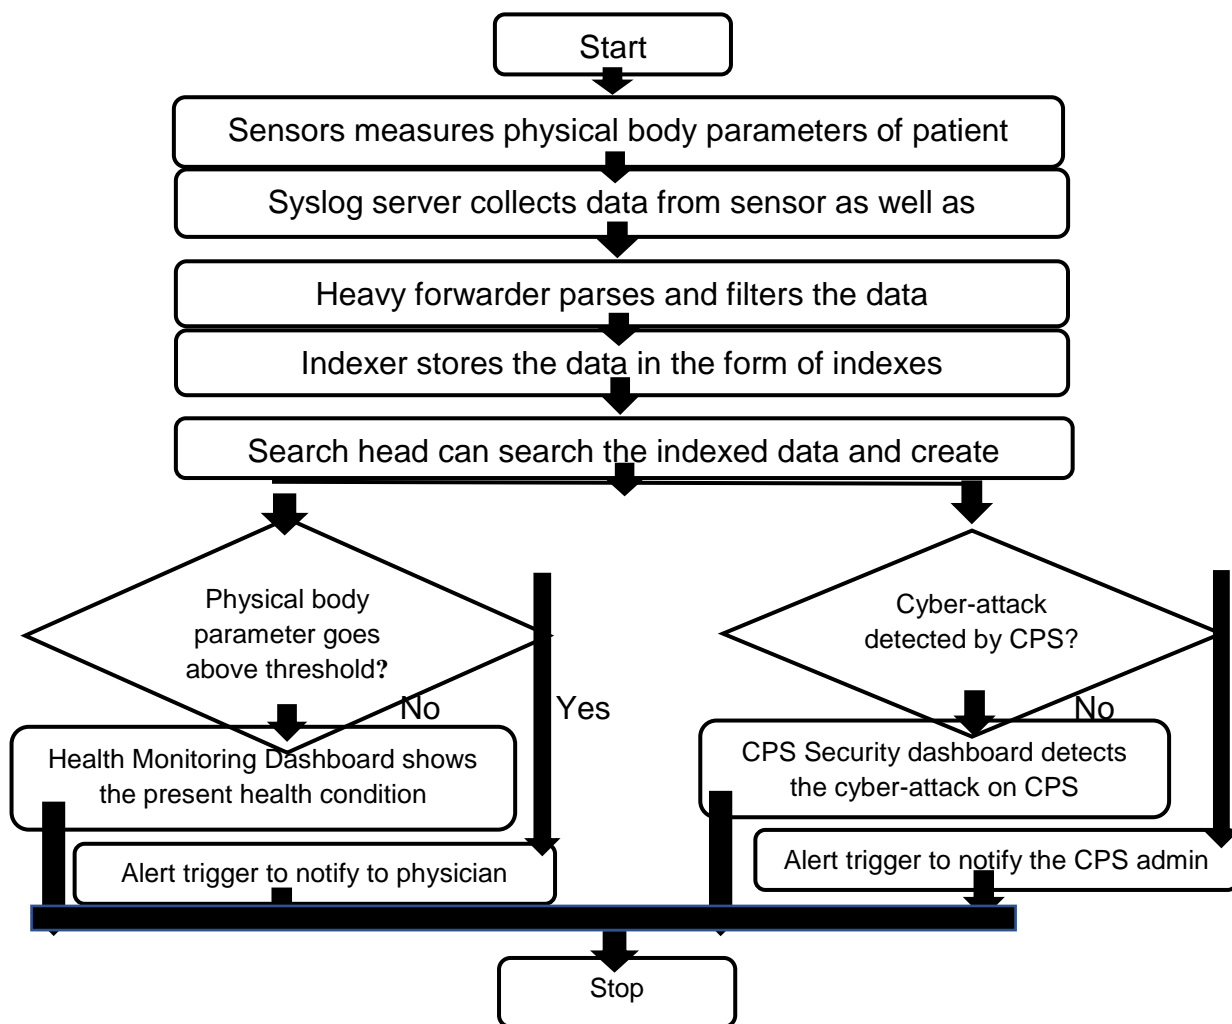 Start
Sensors measures physical body parameters of patient
Syslog server collects data from sensor as well as
Heavy forwarder parses and filters the data
Indexer stores the data in the form of indexes
Search head can search the indexed data and create
Physical body
parameter goes
above threshold?
No
Yes
Cyber-attack
detected by CPS?
No
Health Monitoring Dashboard shows
the present health condition
CPS Security dashboard detects
the cyber-attack on CPS
Alert trigger to notify to physician
Alert trigger to notify the CPS admin
Stop